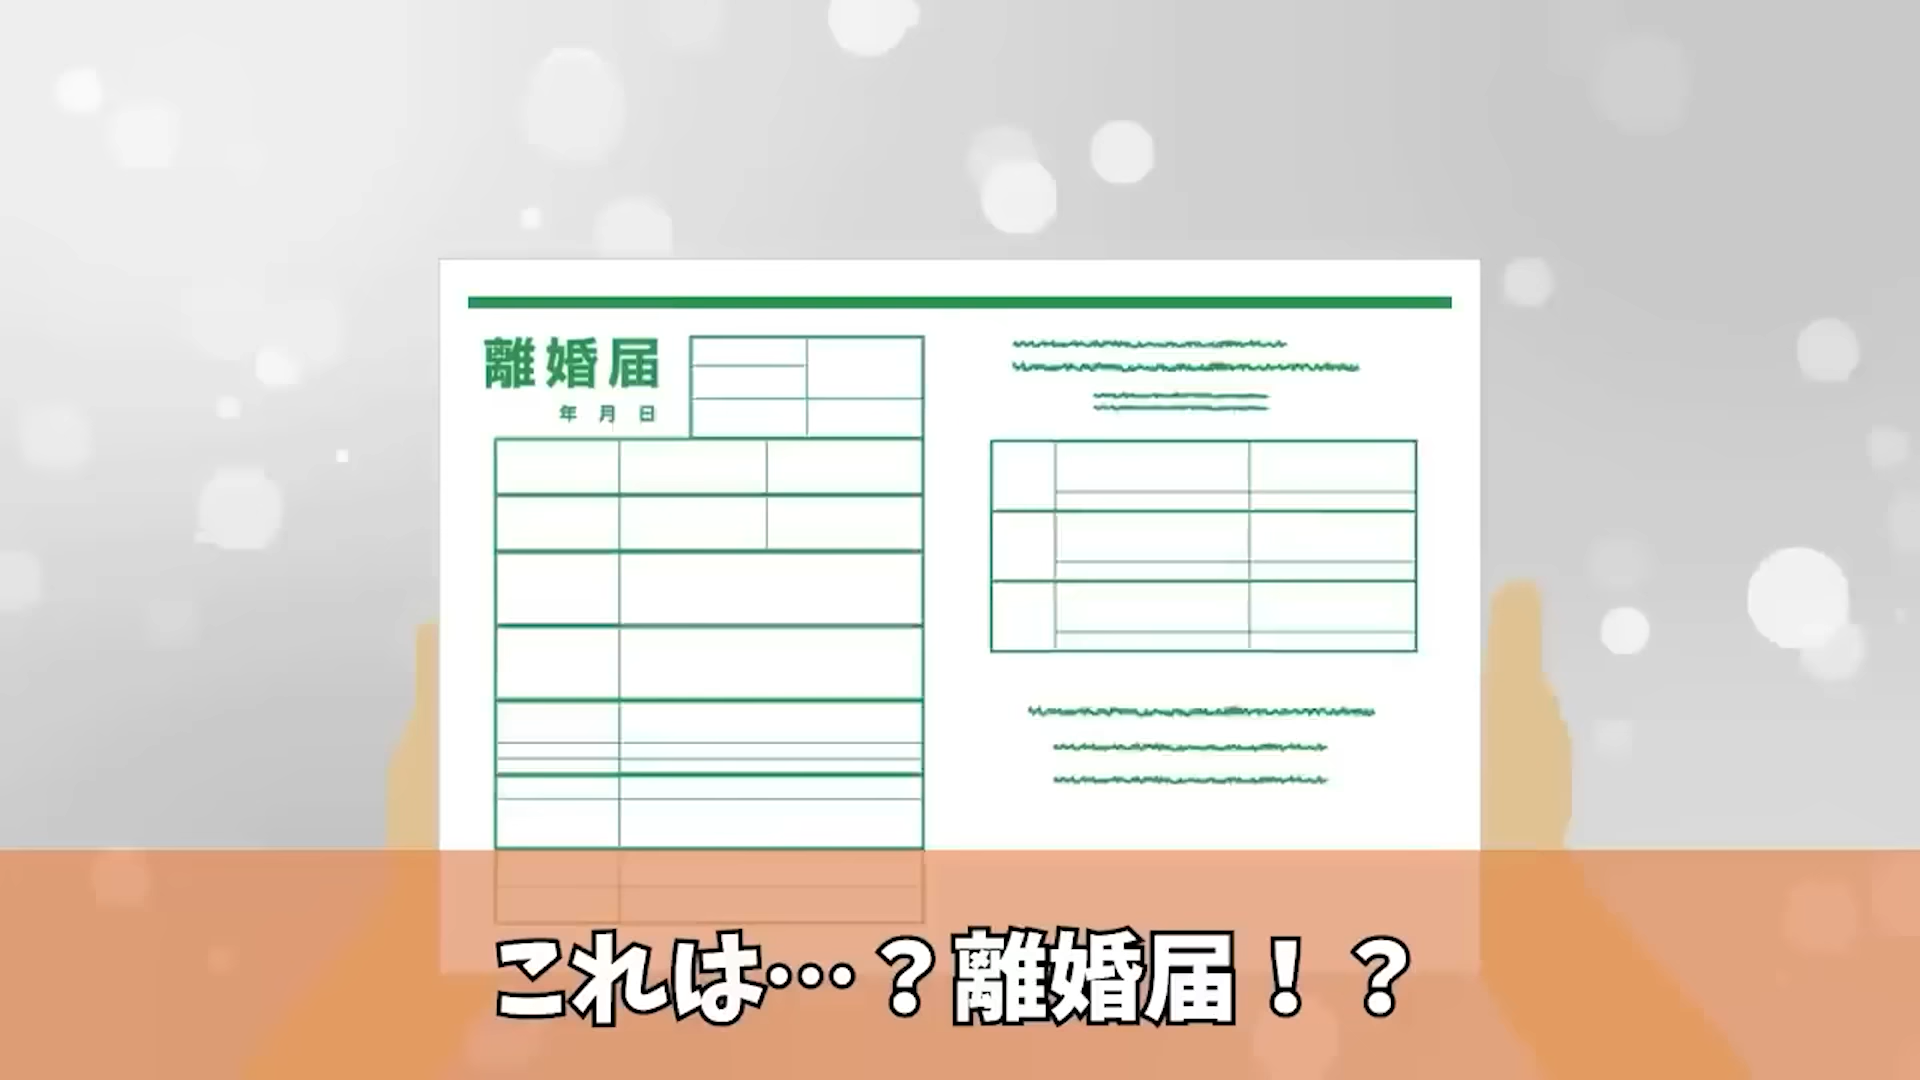 離婚届
年 月 日
これは…？離婚届！？